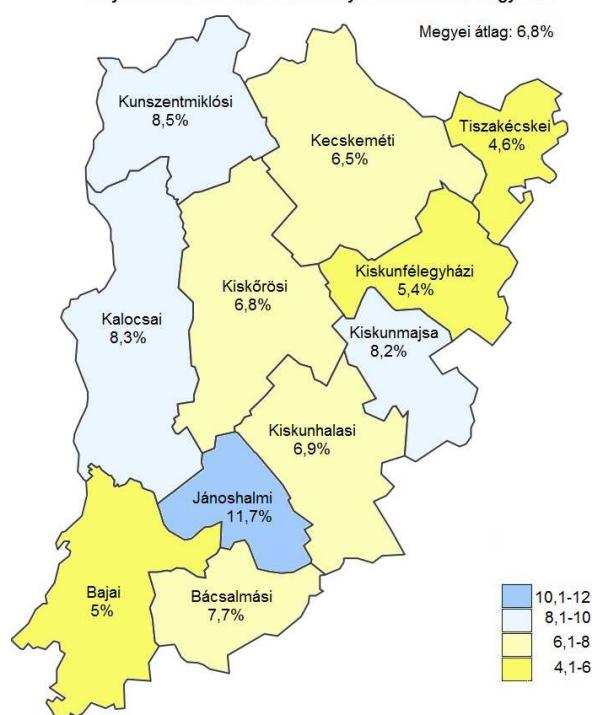 Megyei átlag: 6,8%
Kunszentmiklósi
8,5%
Kecskeméti
6,5%
Tiszakécskei
4,6%
Kiskőrösi
6,8%
Kiskunfélegyházi
5,4%
Kalocsai
8,3%
Kiskunmajsa
8,2%
Kiskunhalasi
6,9%
Jánoshalmi
11,7%
Bajai
5%
Bácsalmási
7,7%
10,1-12
8,1-10
6,1-8
4,1-6